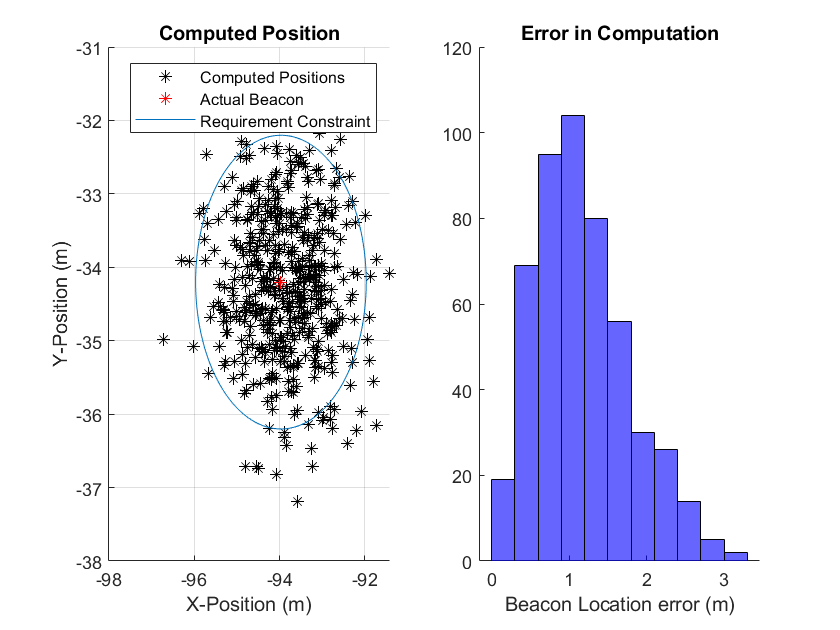 Computed Position
-31
-32
-33
-34
-35
-36
-37
-38
Y-Position (m)
Computed Positions
Actual Beacon
Requirement Constraint
-98
-96
-94
-92
X-Position (m)
Error in Computation
120
100
80
60
40
20
0
0
1
2
3
Beacon Location error (m)